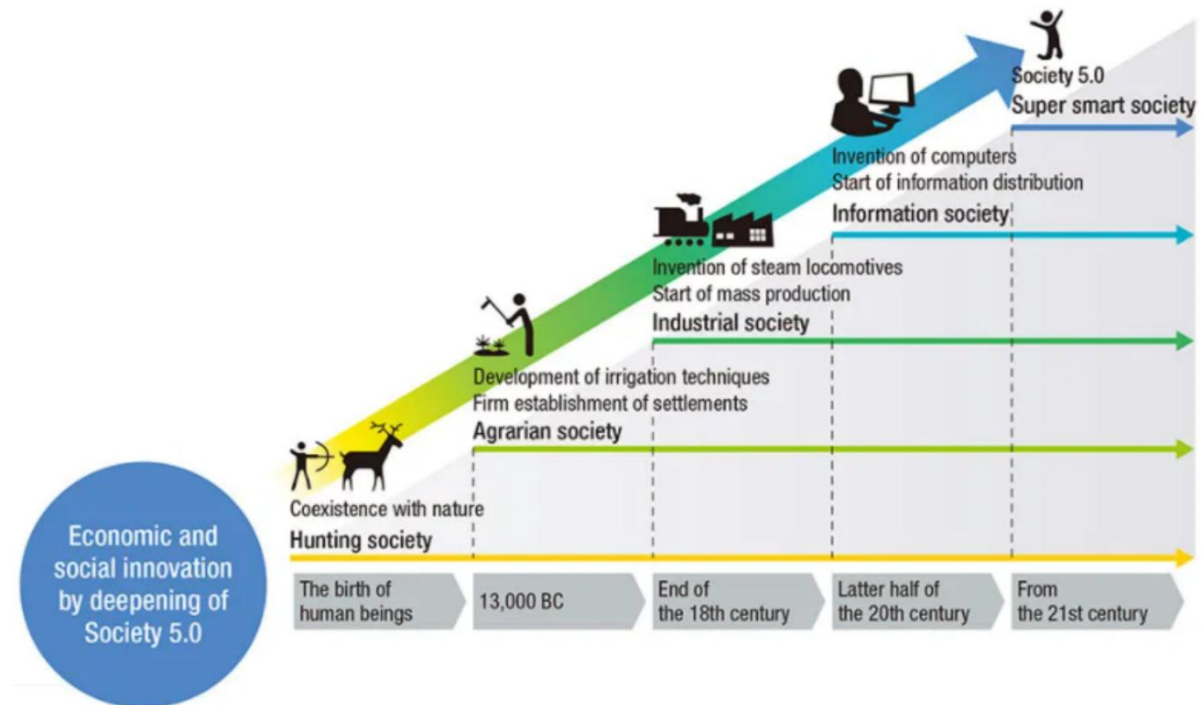 Society 5.0
Super smart society
Invention of computers
Start of information distribution
Information society
Invention of steam locomotives
Start of mass production
Industrial society
Development of irrigation techniques
Firm establishment of settlements
Agrarian society
Coexistence with nature
Hunting society
Economic and
social innovation
by deepening of
Society 5.0
The birth of
human beings
13,000 BC
End of
the 18th century
Latter half of
the 20th century
From
the 21st century